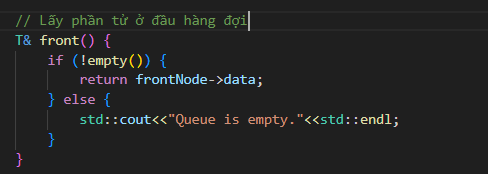 // Lấy phần tử ở đầu hàng đợi
T& front() {
    if (!empty()) {
        return frontNode->data;
    } else {
        std::cout<<"Queue is empty."<<std::endl;
    }
}